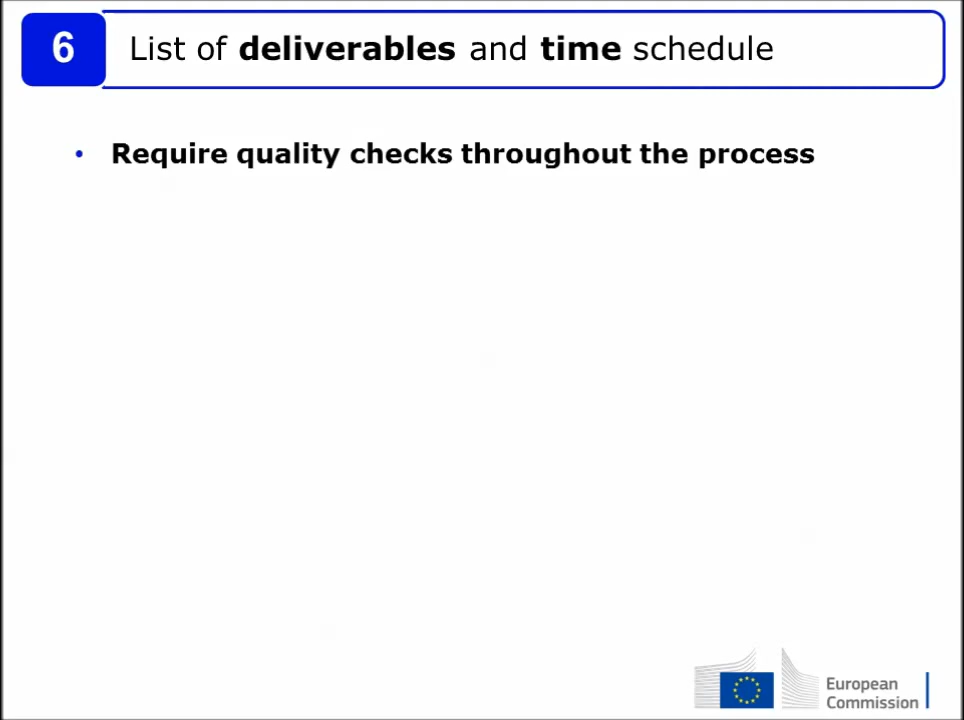 6
List of deliverables and time schedule
• Require quality checks throughout the process
European
Commission